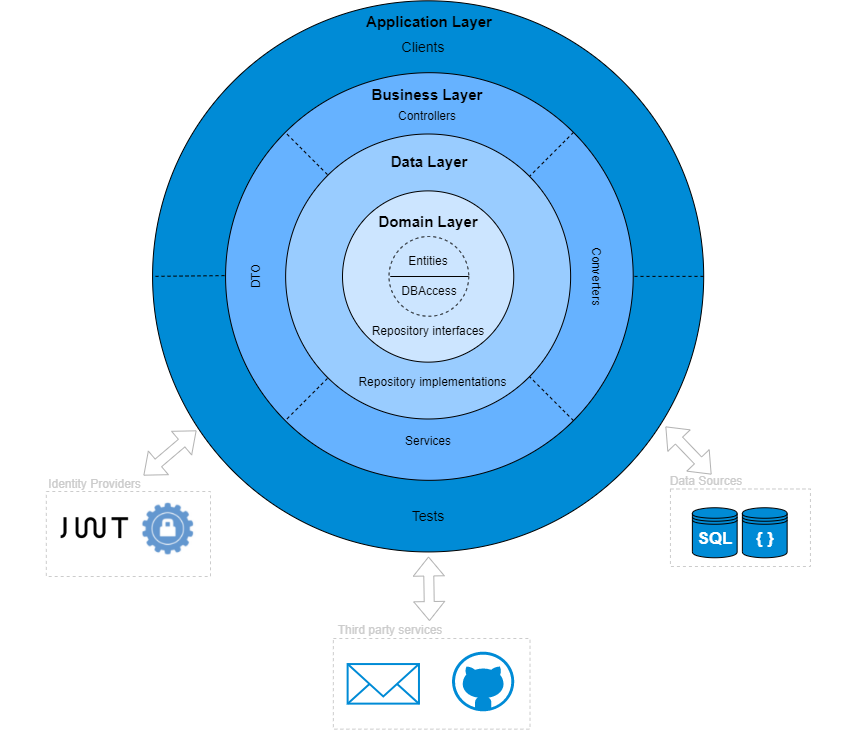 Application Layer
Clients
Business Layer
Controllers
Data Layer
Domain Layer
Entities
DTO
Converters
DBAccess
Repository interfaces
Repository implementations
Services
Identity Providers
JWT
Data Sources
SQL
{ }
Tests
Third party services